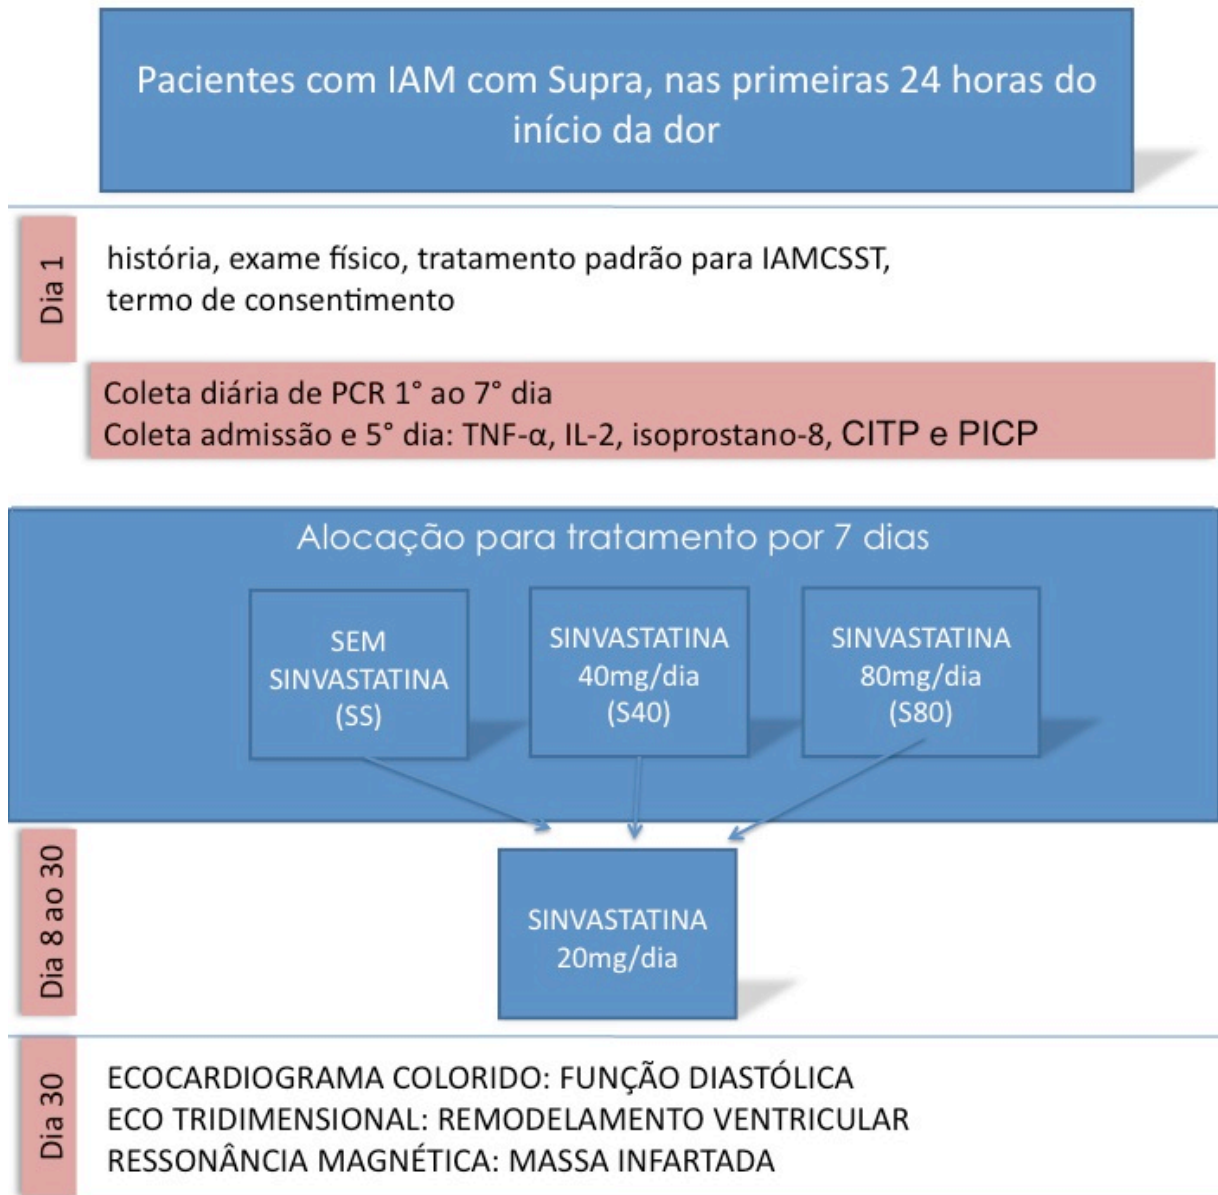 Pacientes com IAM com Supra, nas primeiras 24 horas do
início da dor
Dia 1
história, exame físico, tratamento padrão para IAMCSST,
termo de consentimento
Coleta diária de PCR 1° ao 7° dia
Coleta admissão e 5° dia: TNF-α, IL-2, isoprostano-8, CITP e PICP
Alocação para tratamento por 7 dias
SEM
SINVASTATINA
(SS)
SINVASTATINA
40mg/dia
(S40)
SINVASTATINA
80mg/dia
(S80)
Dia 8 ao 30
SINVASTATINA
20mg/dia
Dia 30
ECOCARDIOGRAMA COLORIDO: FUNÇÃO DIASTÓLICA
ECO TRIDIMENSIONAL: REMODELAMENTO VENTRICULAR
RESSONÂNCIA MAGNÉTICA: MASSA INFARTADA